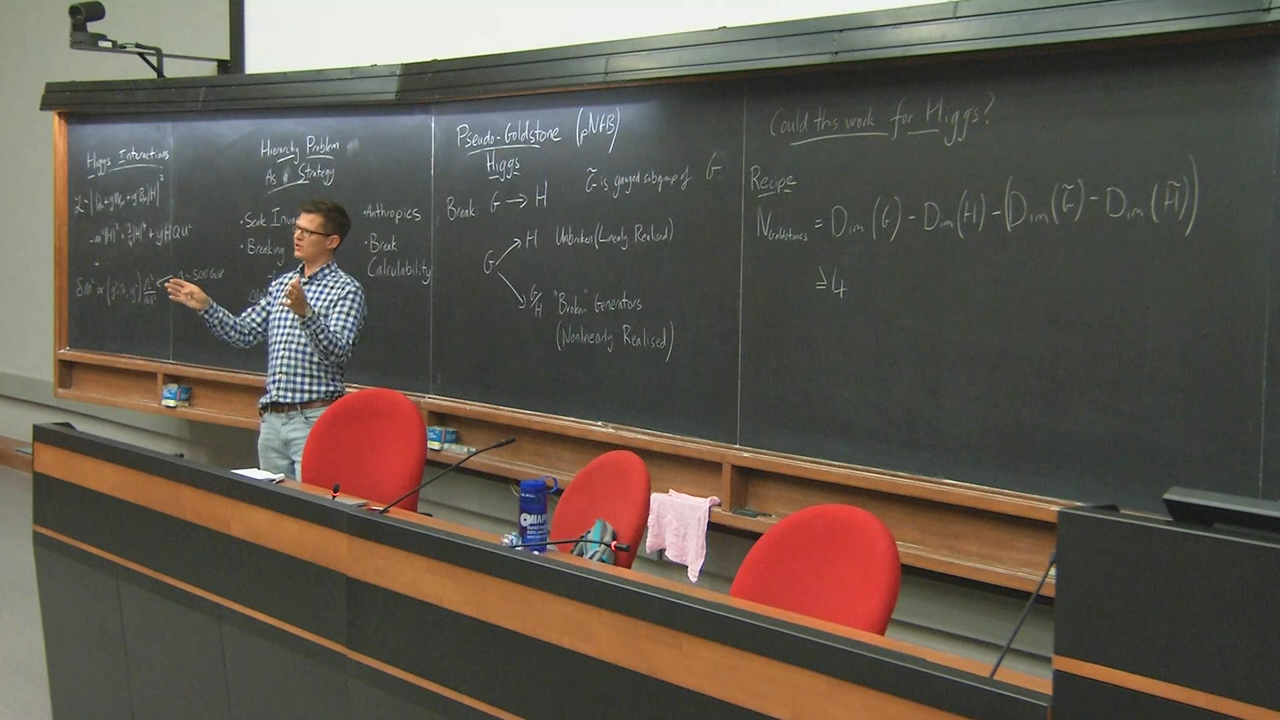 Higgs Interactions
Hierarchy Problem
As a Strategy
· Scale Inv
· Breaking
· Anthropics
· Break
Calculability
~ 500 GeV
Pseudo-Goldstone (pNGB)
Higgs
G̃ is gauged subgroup of G
Break: G → H
G
H Unbroken (Linearly Realised)
G/H "Broken" Generators
(Nonlinearly Realised)
Could this work for Higgs?
Recipe
N_Goldstones = Dim(G) - Dim(H) - (Dim(G̃) - Dim(H̃))
≥ 4